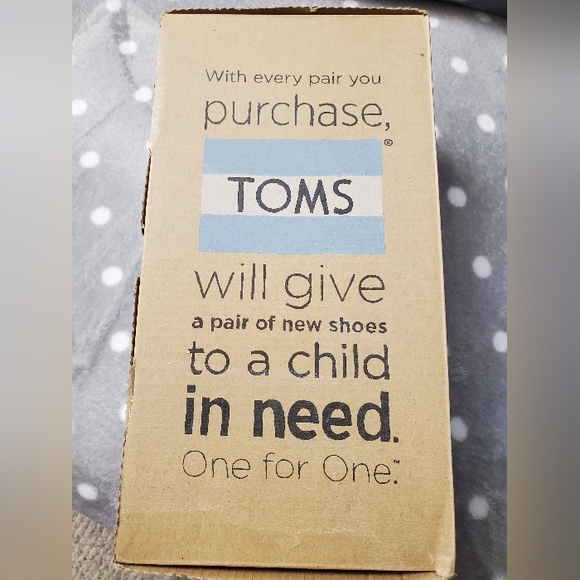 With every pair you
purchase,
TOMS®
will give
a pair of new shoes
to a child
in need.
One for One.™